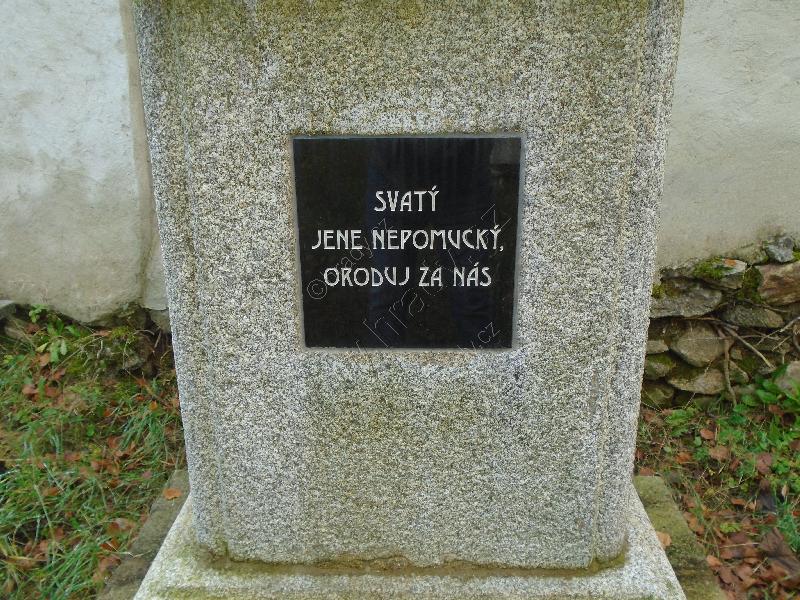 SVATÝ
JENE NEPOMUCKÝ,
ORODUJ ZA NÁS